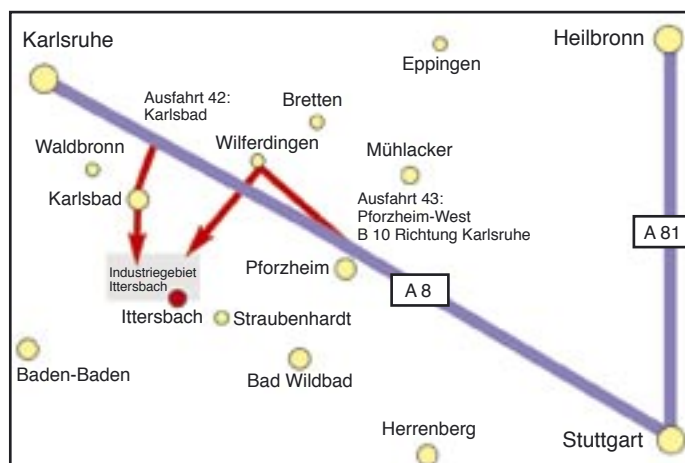 Karlsruhe
Heilbronn
Eppingen
Ausfahrt 42:
Karlsbad
Bretten
Waldbronn
Wilferdingen
Mühlacker
Karlsbad
Ausfahrt 43:
Pforzheim-West
B 10 Richtung Karlsruhe
A 81
Industriegebiet
Ittersbach
Pforzheim
A 8
Ittersbach
Straubenhardt
Baden-Baden
Bad Wildbad
Herrenberg
Stuttgart